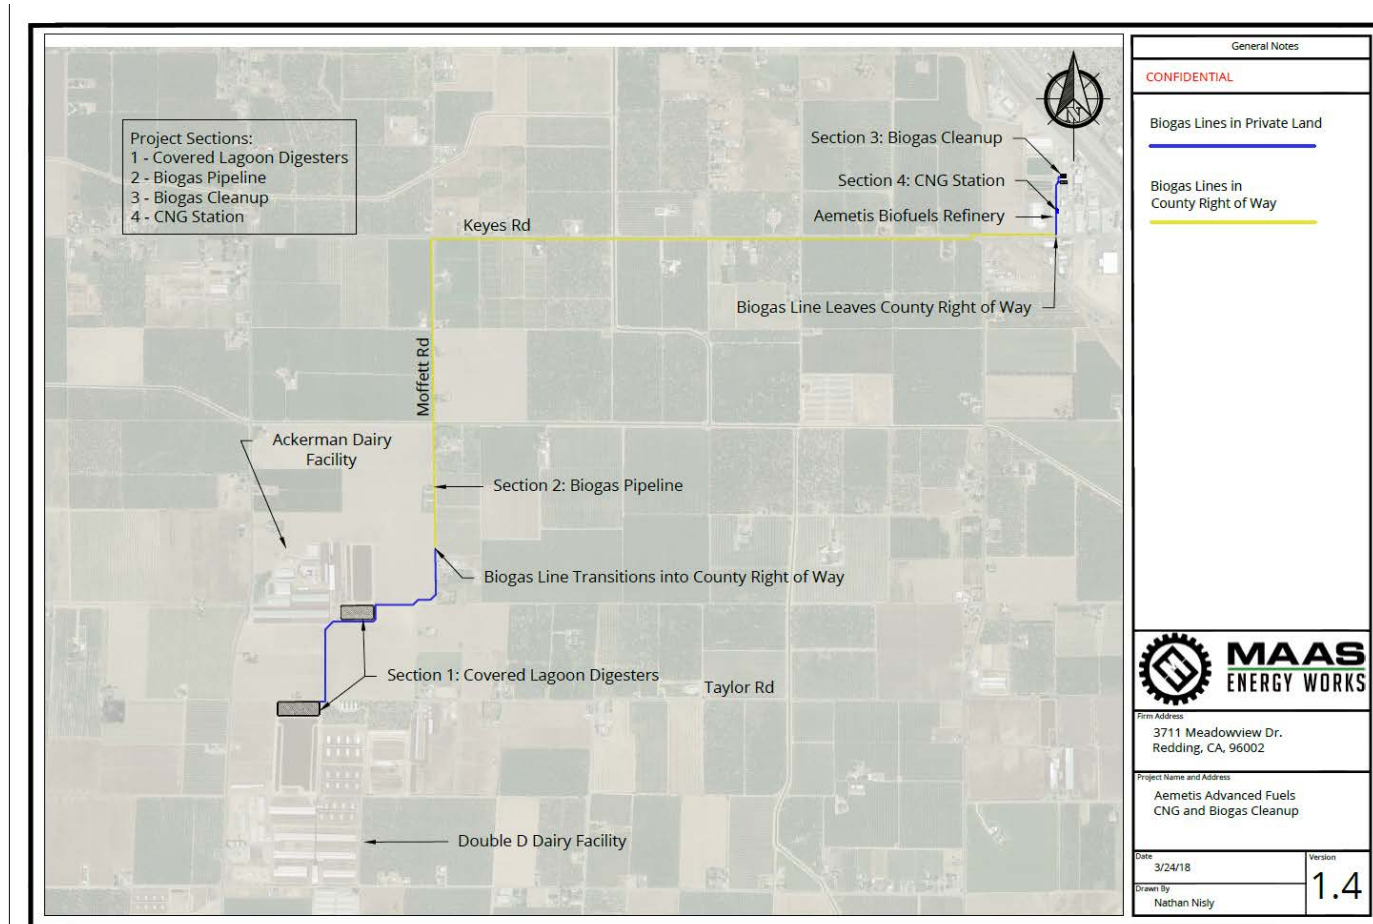 Project Sections:
1 - Covered Lagoon Digesters
2 - Biogas Pipeline
3 - Biogas Cleanup
4 - CNG Station
N
Section 3: Biogas Cleanup
Section 4: CNG Station
Aemetis Biofuels Refinery
Keyes Rd
Biogas Line Leaves County Right of Way
Moffett Rd
Ackerman Dairy
Facility
Section 2: Biogas Pipeline
Biogas Line Transitions into County Right of Way
Section 1: Covered Lagoon Digesters
Taylor Rd
Double D Dairy Facility
General Notes
CONFIDENTIAL
Biogas Lines in Private Land
Biogas Lines in
County Right of Way
MAAS
ENERGY WORKS
Firm Address
3711 Meadowview Dr.
Redding, CA, 96002
Project Name and Address
Aemetis Advanced Fuels
CNG and Biogas Cleanup
Date
3/24/18
Drawn By
Nathan Nisly
Version
1.4